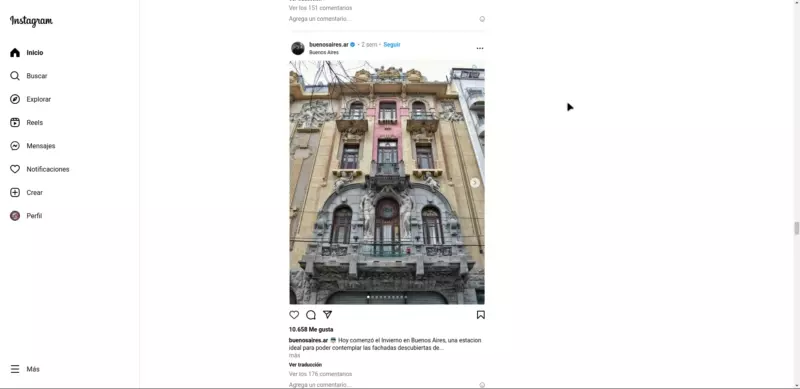 Ver los 151 comentarios
Agrega un comentario...
Instagram
Inicio
Buscar
Explorar
Reels
Mensajes
Notificaciones
Crear
Perfil
Más
buenosaires.ar • 2 sem • Seguir
Buenos Aires
10.658 Me gusta
buenosaires.ar Hoy comenzó el Invierno en Buenos Aires, una estacion
ideal para poder contemplar las fachadas descubiertas de...
más
Ver traducción
Ver los 176 comentarios
Agrega un comentario...